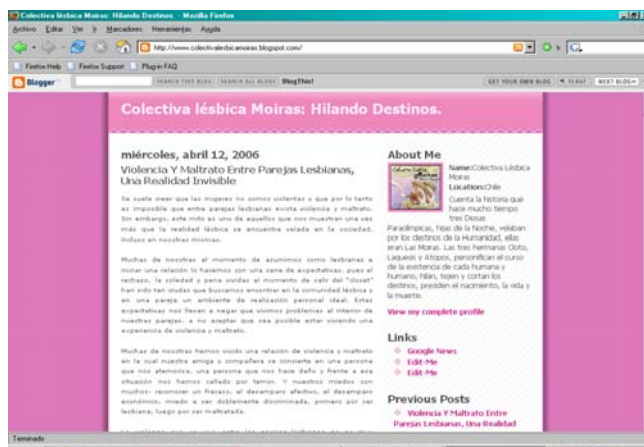 Colectiva lésbica Moiras: Hilando Destinos. - Mozilla Firefox
Archivo Editar Ver Ir Marcadores Herramientas Ayuda
http://www.colectivalesbicamoiras.blogspot.com/
Firefox Help Firefox Support Plug-in FAQ
Blogger SEARCH THIS BLOG SEARCH ALL BLOGS BlogThis! GET YOUR OWN BLOG FLAG? NEXT BLOG»
Colectiva lésbica Moiras: Hilando Destinos.
miércoles, abril 12, 2006
Violencia Y Maltrato Entre Parejas Lesbianas,
Una Realidad Invisible
Se suele creer que las mujeres no somos violentas y que por lo tanto
es imposible que entre parejas lesbianas exista violencia y maltrato.
Sin embargo, este mito es uno de aquellos que nos muestran una vez
más que la realidad lésbica se encuentra velada en la sociedad,
incluso en nosotras mismas.
Muchas de nosotras al momento de asumirnos como lesbianas e
iniciar una relación lo hacemos con una serie de expectativas, pues el
rechazo, la soledad y pena vividas al momento de salir del "closet"
han sido tan crudas que buscamos encontrar en la comunidad lésbica y
en una pareja un ambiente de realización personal ideal. Estas
expectativas nos llevan a negar que vivimos problemas al interior de
nuestras parejas, a no aceptar que sea posible estar viviendo una
experiencia de violencia y maltrato.
Muchas de nosotras hemos vivido una relación de violencia y maltrato
en la cual nuestra amiga y compañera se convierte en una persona
que nos atemoriza, una persona que nos hace daño y frente a esa
situación nos hemos callado por temor. Y nuestros miedos son
muchos: reconocer un fracaso, el desamparo afectivo, el desamparo
económico, miedo a ser doblemente discriminada, primero por ser
lesbiana, luego por ser maltratada.
About Me
Name:Colectiva Lésbica
Moiras
Location:Chile
Cuenta la historia que
hace mucho tiempo
tres Diosas
Paraolímpicas, hijas de la Noche, velaban
por los destinos de la Humanidad, ellas
eran Las Moiras. Las tres hermanas Cloto,
Laquesis y Atopos, personifican el curso
de la existencia de cada humana y
humano, hilan, tejen y cortan los
destinos, presiden el nacimiento, la vida y
la muerte.
View my complete profile
Links
Google News
Edit-Me
Edit-Me
Previous Posts
Violencia Y Maltrato Entre
Parejas Lesbianas, Una Realidad
Terminado